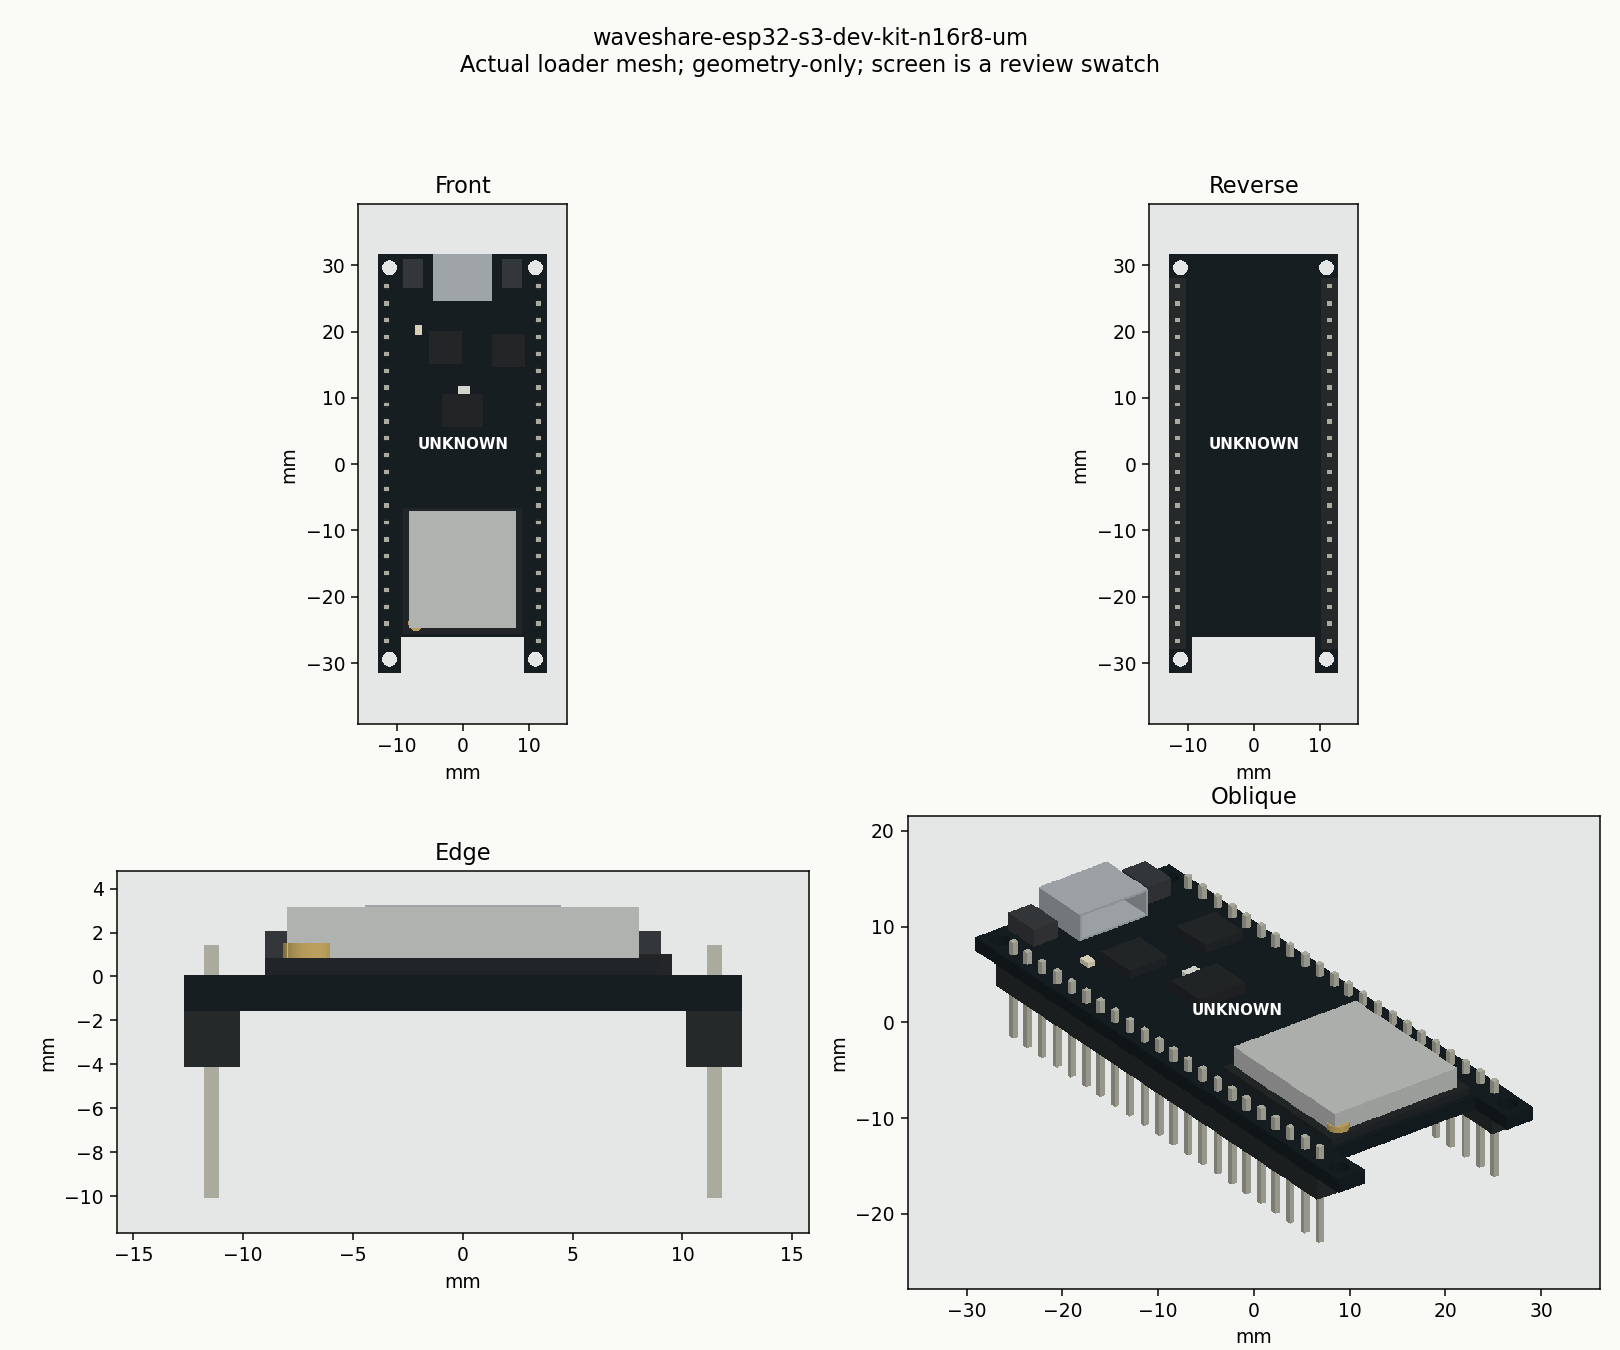 waveshare-esp32-s3-dev-kit-n16r8-um
Actual loader mesh; geometry-only; screen is a review swatch
Front
30
20
10
0
−10
−20
−30
mm
UNKNOWN
−10 0 10
mm
Reverse
30
20
10
0
−10
−20
−30
mm
UNKNOWN
−10 0 10
mm
Edge
4
2
0
−2
−4
−6
−8
−10
mm
−15 −10 −5 0 5 10 15
mm
Oblique
20
10
0
−10
−20
mm
UNKNOWN
−30 −20 −10 0 10 20 30
mm